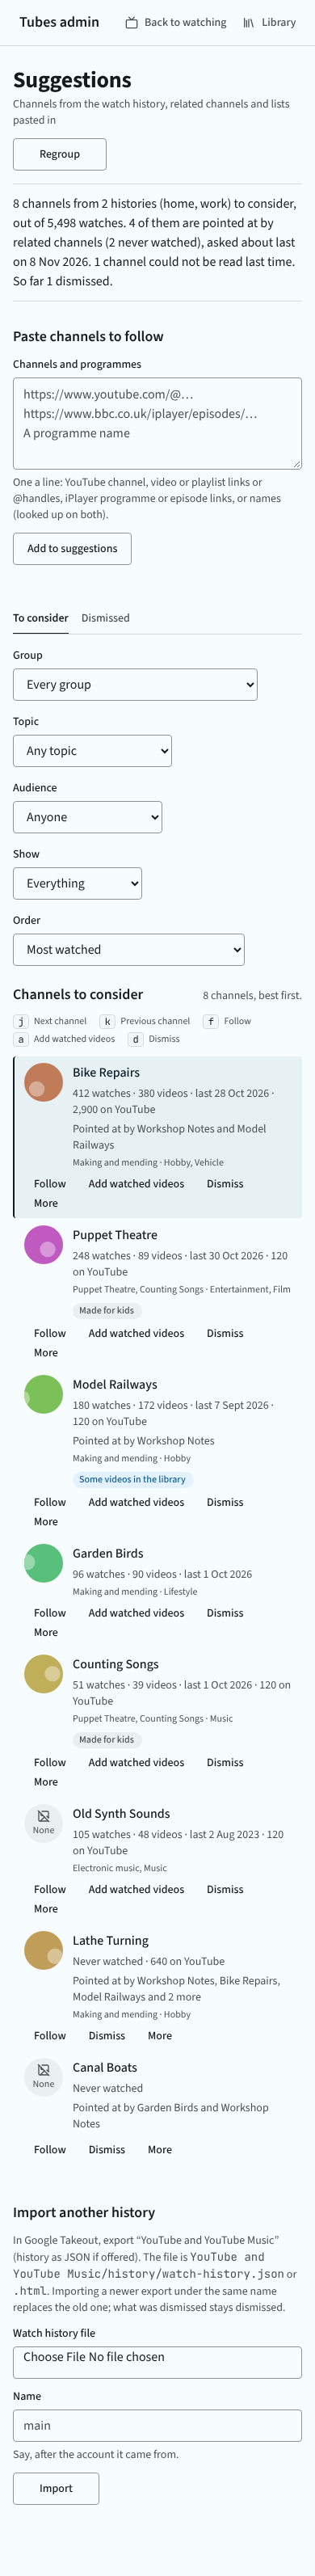 Tubes admin
Back to watching
Library
Suggestions
Channels from the watch history, related channels and lists
pasted in
Regroup
8 channels from 2 histories (home, work) to consider,
out of 5,498 watches. 4 of them are pointed at by
related channels (2 never watched), asked about last
on 8 Nov 2026. 1 channel could not be read last time.
So far 1 dismissed.
Paste channels to follow
Channels and programmes
https://www.youtube.com/@…
https://www.bbc.co.uk/iplayer/episodes/…
A programme name
One a line: YouTube channel, video or playlist links or
@handles, iPlayer programme or episode links, or names
(looked up on both).
Add to suggestions
To consider
Dismissed
Group
Every group
Topic
Any topic
Audience
Anyone
Show
Everything
Order
Most watched
Channels to consider
8 channels, best first.
j Next channel k Previous channel f Follow
a Add watched videos d Dismiss
Bike Repairs
412 watches · 380 videos · last 28 Oct 2026 ·
2,900 on YouTube
Pointed at by Workshop Notes and Model
Railways
Making and mending · Hobby, Vehicle
Follow Add watched videos Dismiss
More
Puppet Theatre
248 watches · 89 videos · last 30 Oct 2026 · 120
on YouTube
Puppet Theatre, Counting Songs · Entertainment, Film
Made for kids
Follow Add watched videos Dismiss
More
Model Railways
180 watches · 172 videos · last 7 Sept 2026 ·
120 on YouTube
Pointed at by Workshop Notes
Making and mending · Hobby
Some videos in the library
Follow Add watched videos Dismiss
More
Garden Birds
96 watches · 90 videos · last 1 Oct 2026
Making and mending · Lifestyle
Follow Add watched videos Dismiss
More
Counting Songs
51 watches · 39 videos · last 1 Oct 2026 · 120 on
YouTube
Puppet Theatre, Counting Songs · Music
Made for kids
Follow Add watched videos Dismiss
More
None
Old Synth Sounds
105 watches · 48 videos · last 2 Aug 2023 · 120
on YouTube
Electronic music, Music
Follow Add watched videos Dismiss
More
Lathe Turning
Never watched · 640 on YouTube
Pointed at by Workshop Notes, Bike Repairs,
Model Railways and 2 more
Making and mending · Hobby
Follow Dismiss More
None
Canal Boats
Never watched
Pointed at by Garden Birds and Workshop
Notes
Follow Dismiss More
Import another history
In Google Takeout, export “YouTube and YouTube Music”
(history as JSON if offered). The file is YouTube and
YouTube Music/history/watch-history.json or
.html. Importing a newer export under the same name
replaces the old one; what was dismissed stays dismissed.
Watch history file
Choose File No file chosen
Name
main
Say, after the account it came from.
Import